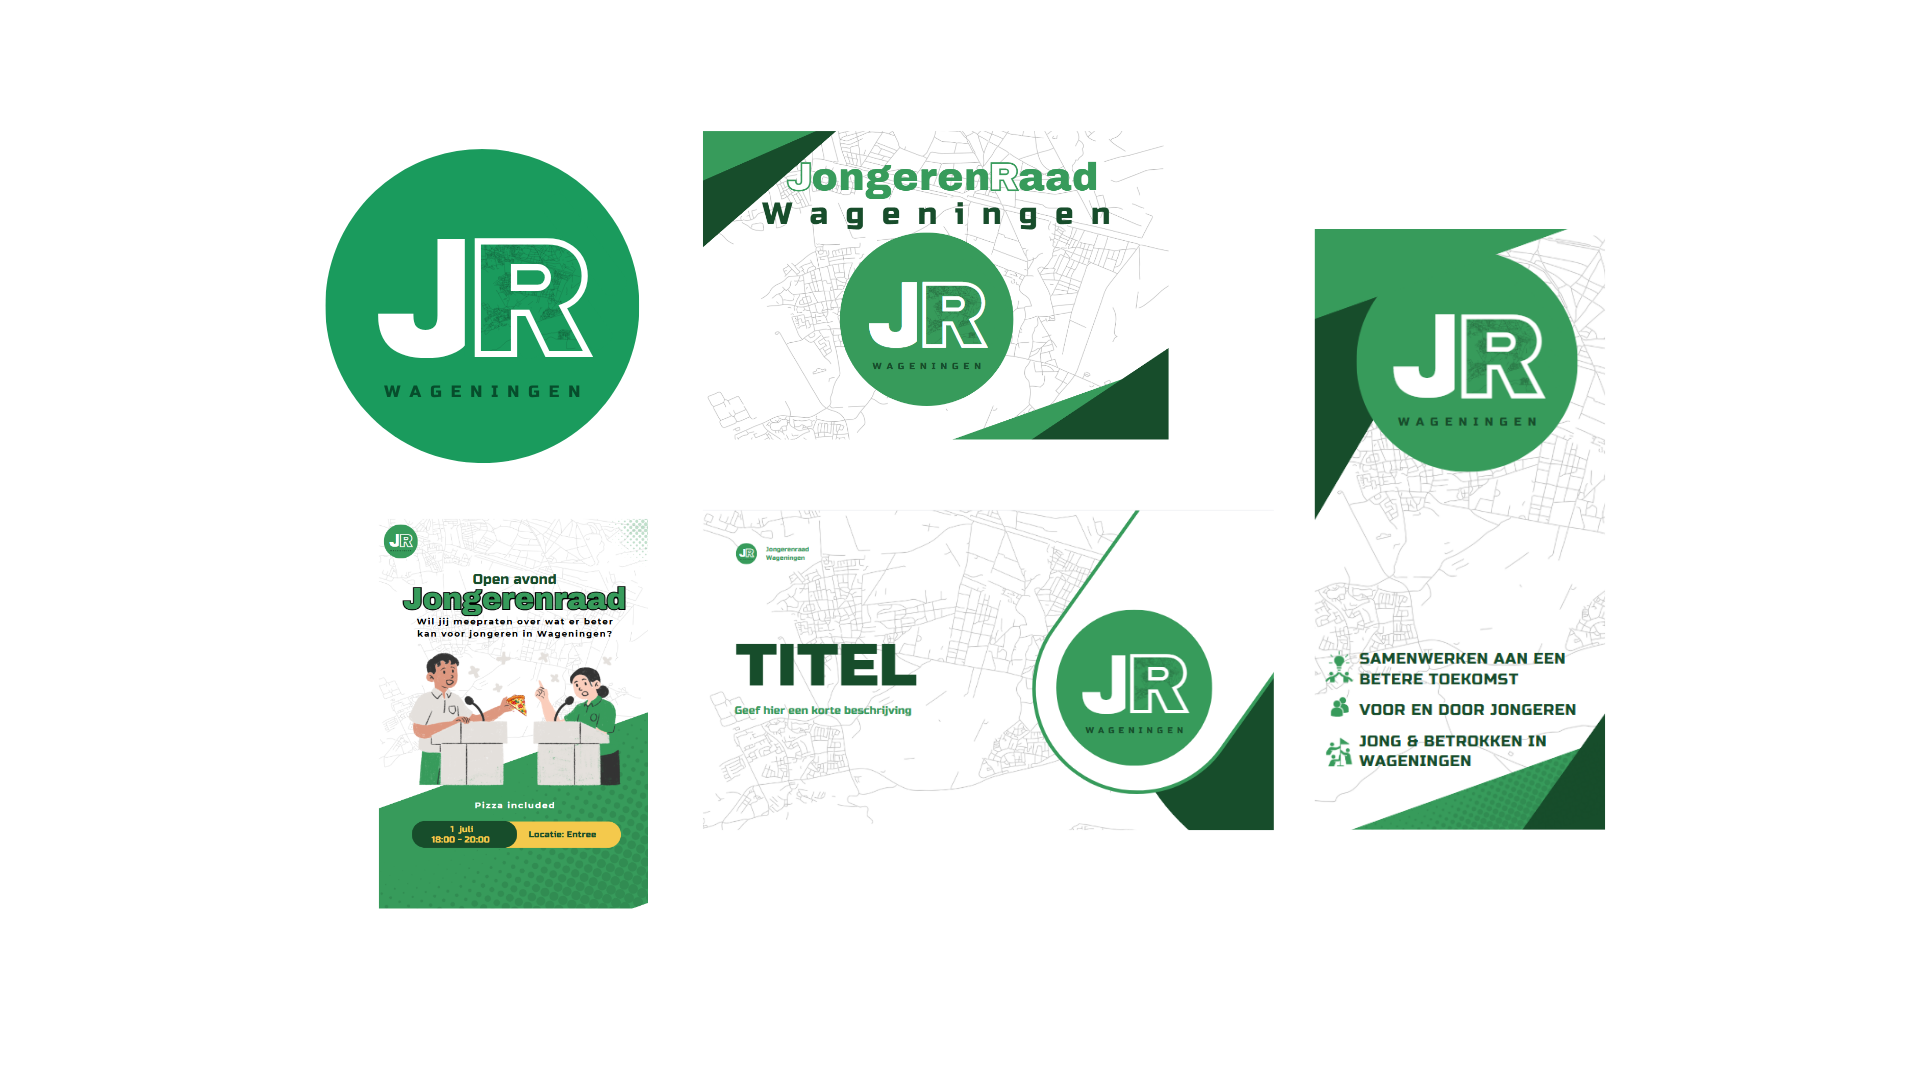 JR
WAGENINGEN
JongerenRaad
Wageningen
JR
WAGENINGEN
JR
WAGENINGEN
SAMENWERKEN AAN EEN
BETERE TOEKOMST
VOOR EN DOOR JONGEREN
JONG & BETROKKEN IN
WAGENINGEN
JR
Open avond
Jongerenraad
Wil jij meepraten over wat er beter
kan voor jongeren in Wageningen?
Pizza included
1 juli
18:00 - 20:00
Locatie: Entree
JR
Jongerenraad
Wageningen
TITEL
Geef hier een korte beschrijving
JR
WAGENINGEN